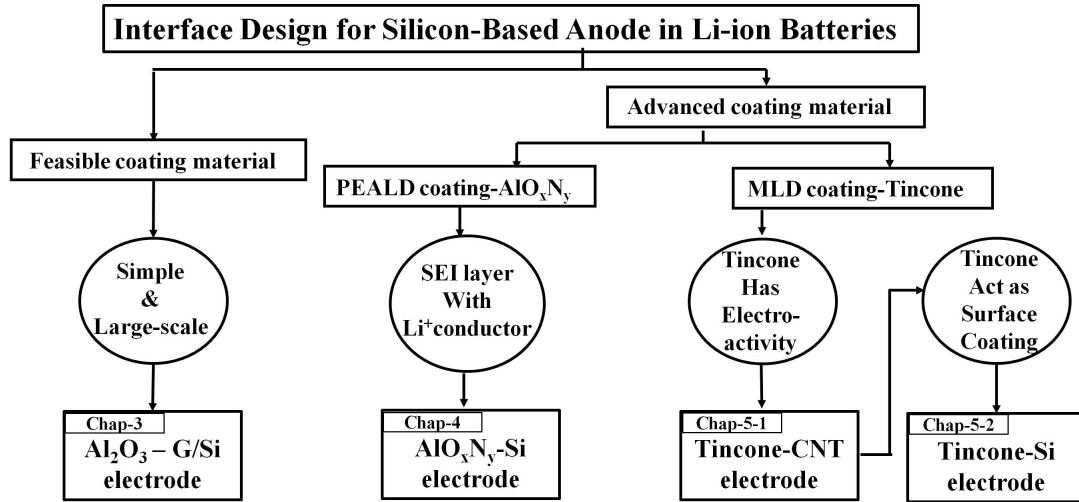 Interface Design for Silicon-Based Anode in Li-ion Batteries
Advanced coating material
Feasible coating material
PEALD coating-AlOₓNᵧ
MLD coating-Tincone
Simple
&
Large-scale
SEI layer
With
Li⁺conductor
Tincone
Has
Electro-
activity
Tincone
Act as
Surface
Coating
Chap-3
Al₂O₃ – G/Si
electrode
Chap-4
AlOₓNᵧ-Si
electrode
Chap-5-1
Tincone-CNT
electrode
Chap-5-2
Tincone-Si
electrode